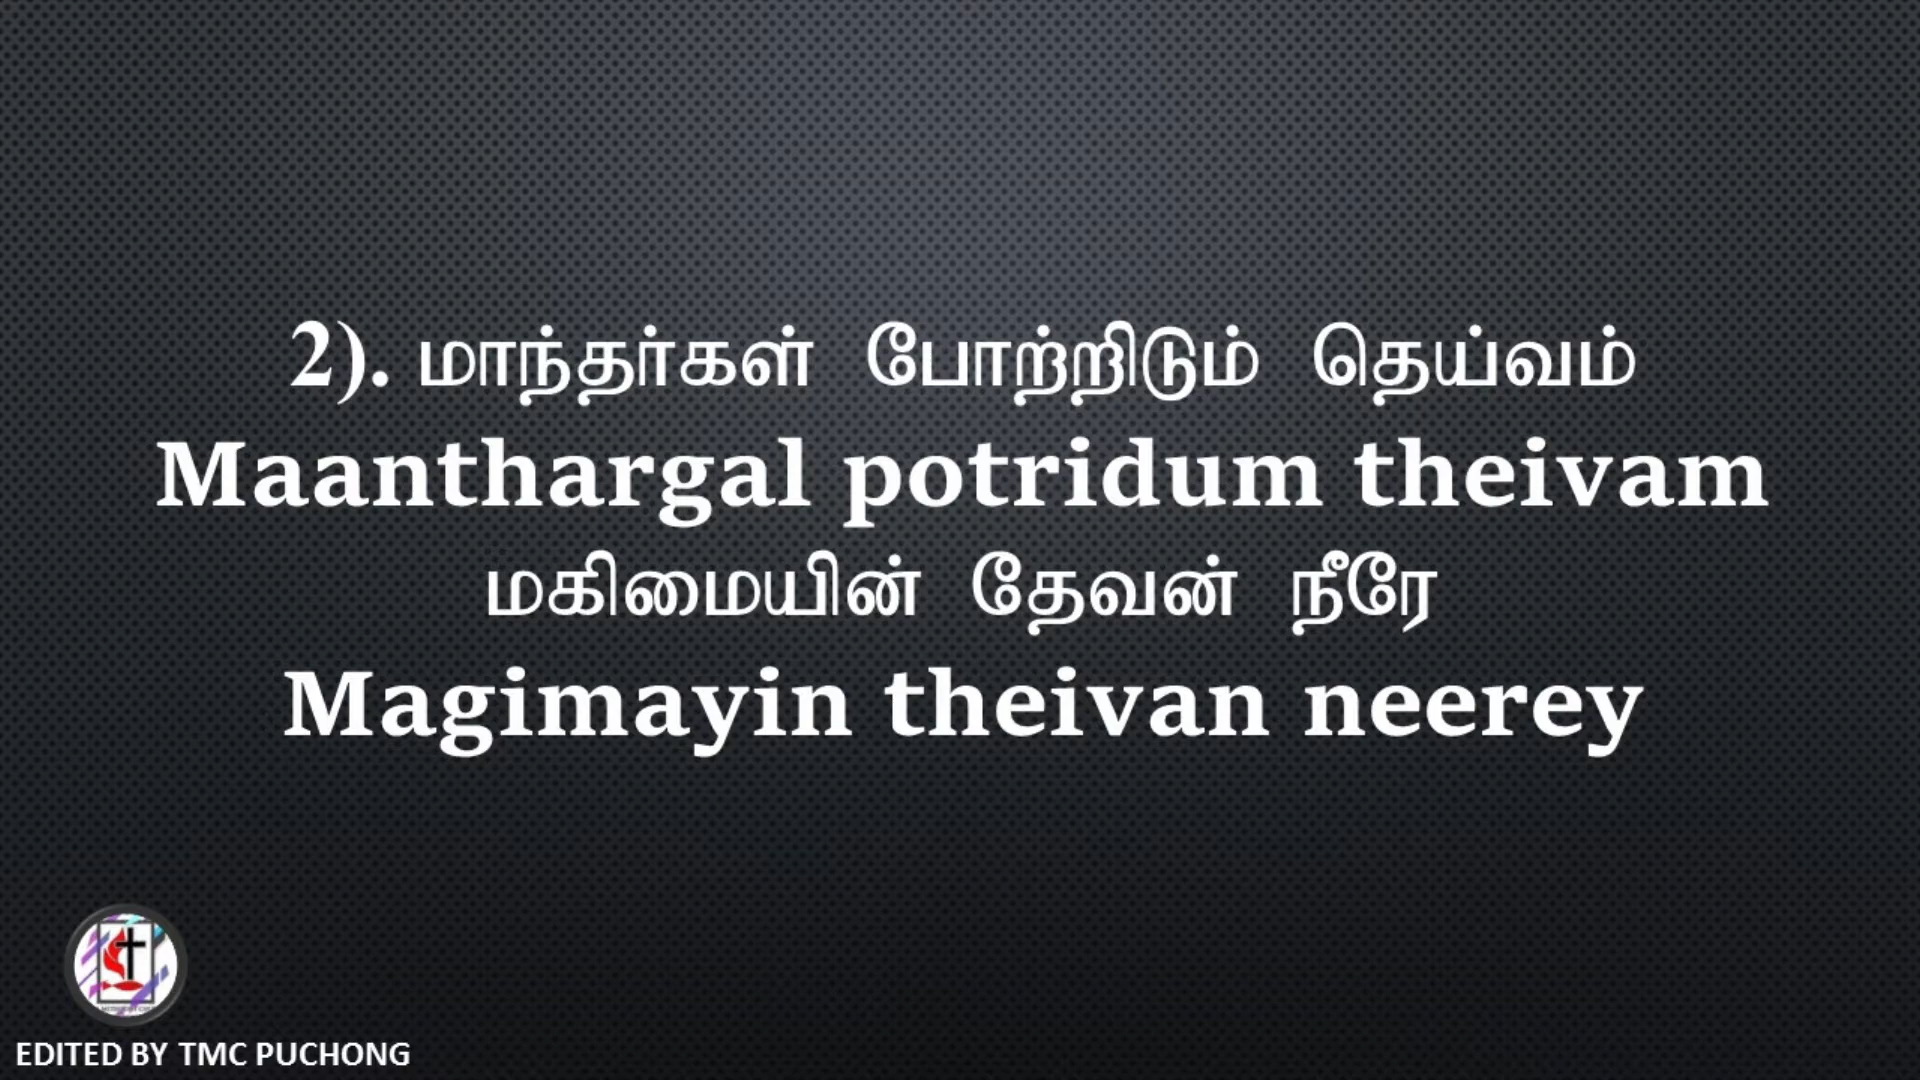 2). மாந்தர்கள் போற்றிடும் தெய்வம்
Maanthargal potridum theivam
மகிமையின் தேவன் நீரே
Magimayin theivan neerey
EDITED BY TMC PUCHONG